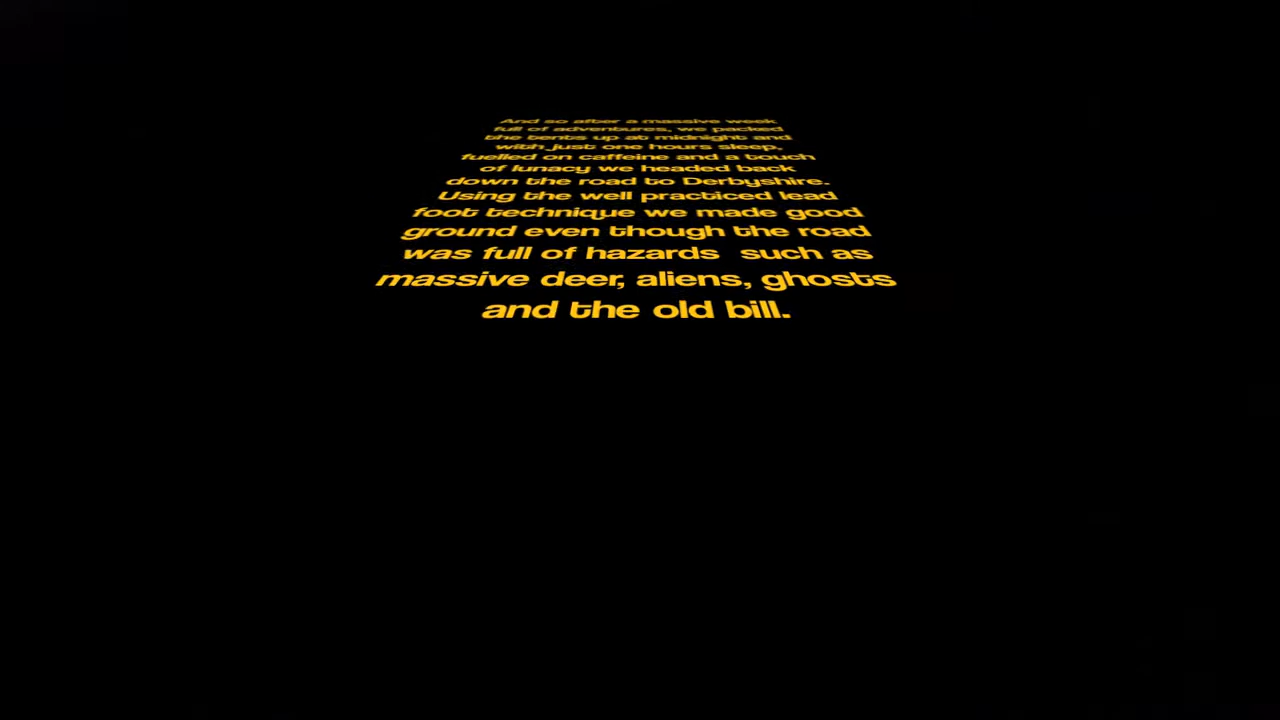 And so after a massive week
full of adventures, we packed
the tents up at midnight and
with just one hours sleep,
fuelled on caffeine and a touch
of lunacy we headed back
down the road to Derbyshire.
Using the well practiced lead
foot technique we made good
ground even though the road
was full of hazards  such as
massive deer, aliens, ghosts
and the old bill.